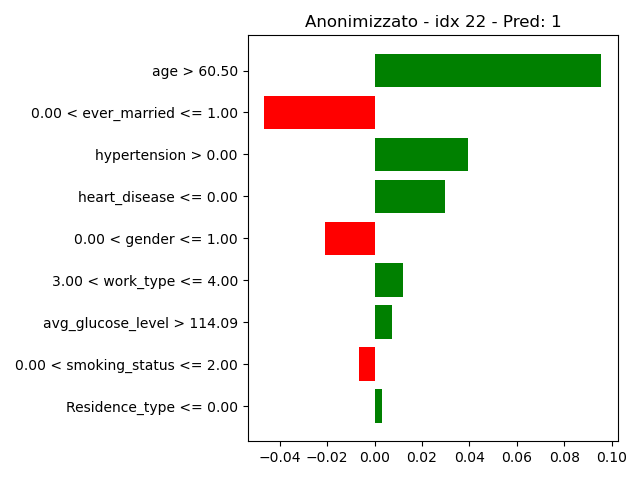 Anonimizzato - idx 22 - Pred: 1
age > 60.50
0.00 < ever_married <= 1.00
hypertension > 0.00
heart_disease <= 0.00
0.00 < gender <= 1.00
3.00 < work_type <= 4.00
avg_glucose_level > 114.09
0.00 < smoking_status <= 2.00
Residence_type <= 0.00
−0.04 −0.02 0.00 0.02 0.04 0.06 0.08 0.10